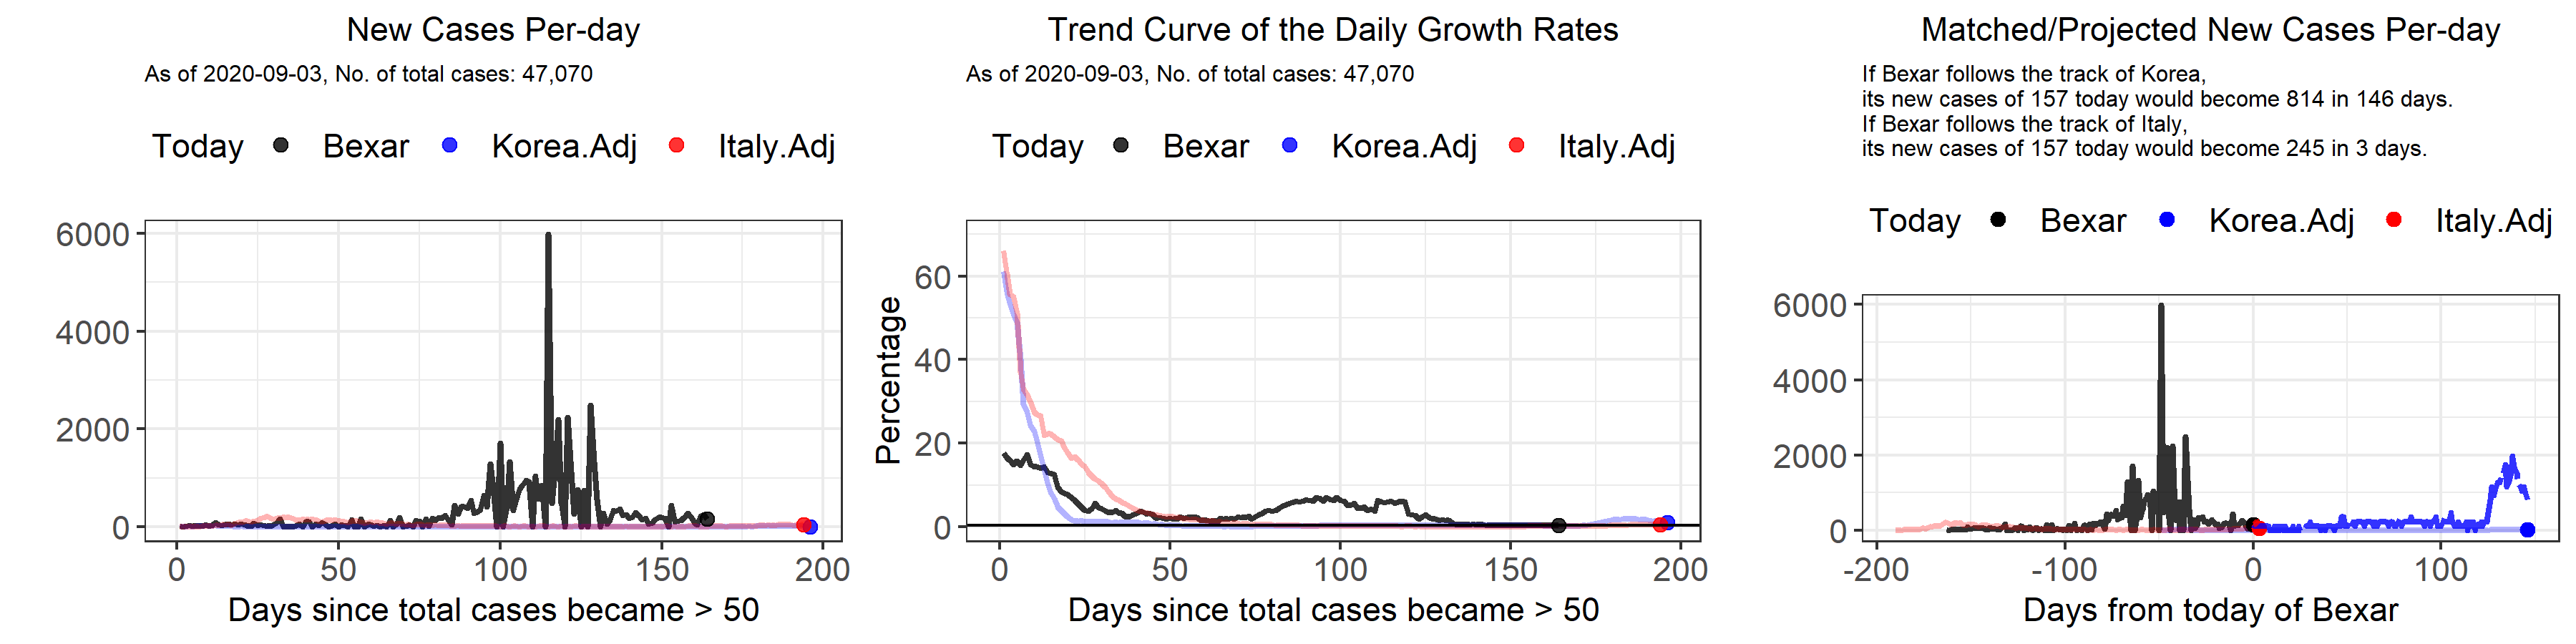 New Cases Per-day
As of 2020-09-03, No. of total cases: 47,070
Today Bexar Korea.Adj Italy.Adj
6000
4000
2000
0
0 50 100 150 200
Days since total cases became > 50
Trend Curve of the Daily Growth Rates
As of 2020-09-03, No. of total cases: 47,070
Today Bexar Korea.Adj Italy.Adj
Percentage
60
40
20
0
0 50 100 150 200
Days since total cases became > 50
Matched/Projected New Cases Per-day
If Bexar follows the track of Korea,
its new cases of 157 today would become 814 in 146 days.
If Bexar follows the track of Italy,
its new cases of 157 today would become 245 in 3 days.
Today Bexar Korea.Adj Italy.Adj
6000
4000
2000
0
-200 -100 0 100
Days from today of Bexar